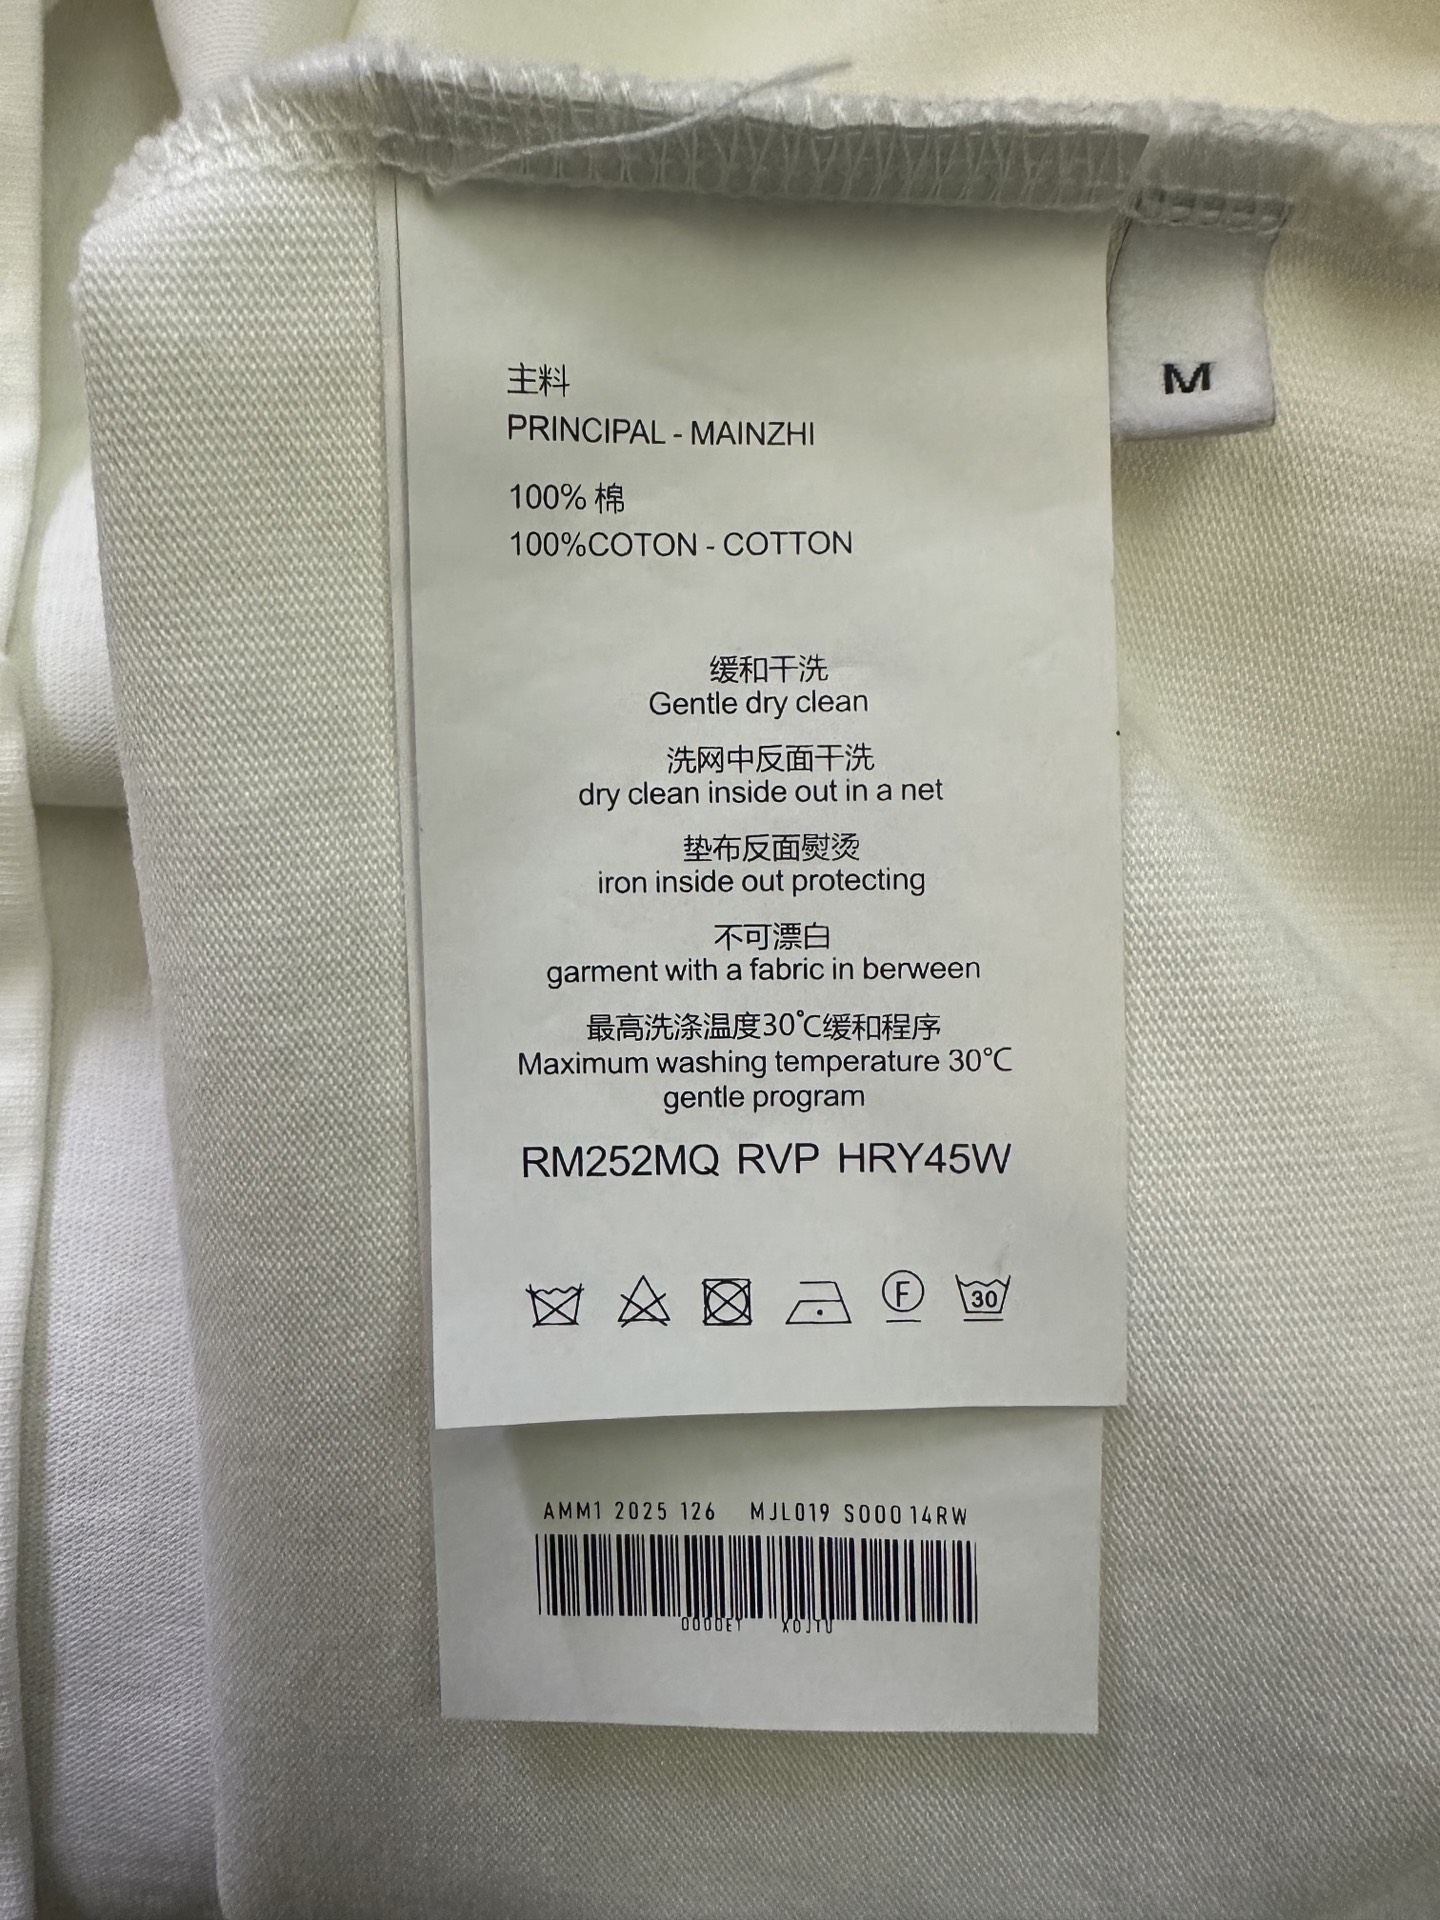 主料
PRINCIPAL - MAINZHI
M
100% 棉
100%COTON - COTTON
缓和干洗
Gentle dry clean
洗网中反面干洗
dry clean inside out in a net
垫布反面熨烫
iron inside out protecting
不可漂白
garment with a fabric in berween
最高洗涤温度30℃缓和程序
Maximum washing temperature 30℃
gentle program
RM252MQ RVP HRY45W
F
30
AMM1 2025 126 MJL019 S000 14RW